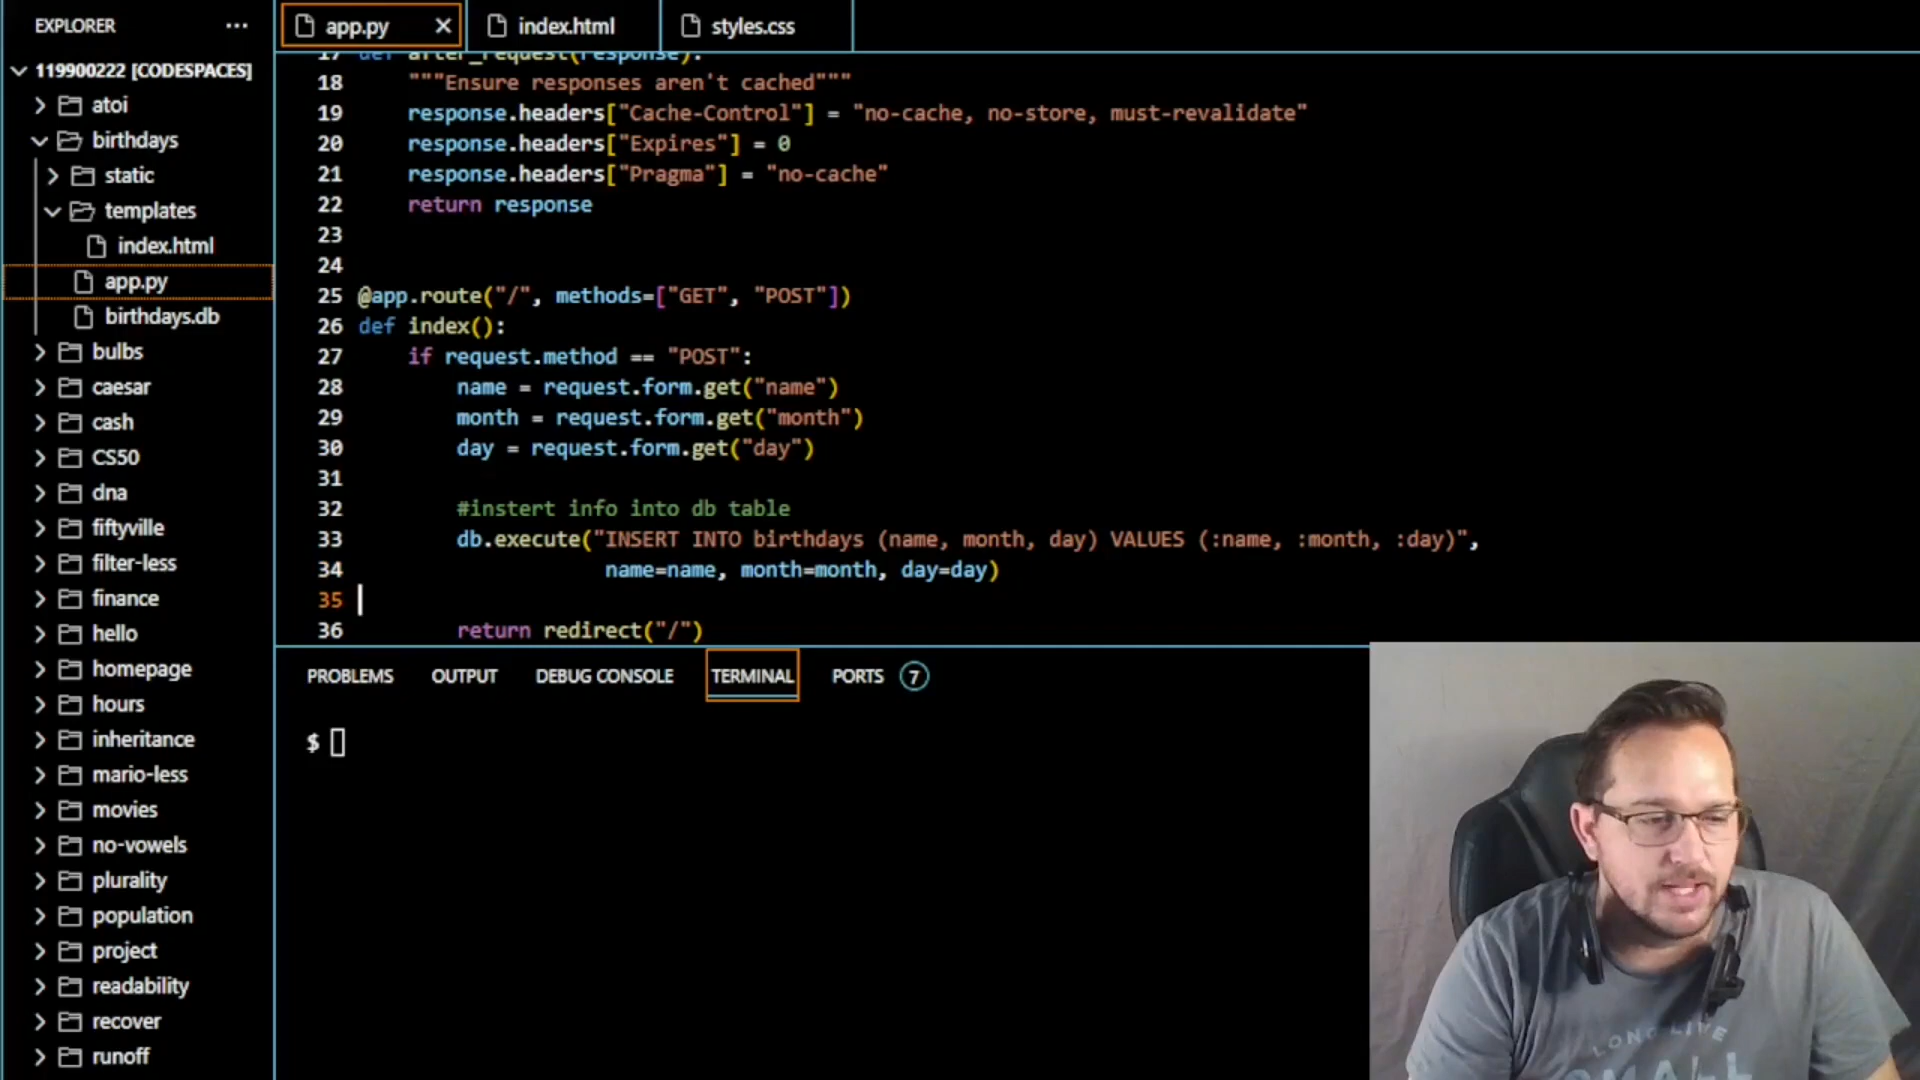 EXPLORER
119900222 [CODESPACES]
atoi
birthdays
static
templates
index.html
app.py
birthdays.db
bulbs
caesar
cash
CS50
dna
fiftyville
filter-less
finance
hello
homepage
hours
inheritance
mario-less
movies
no-vowels
plurality
population
project
readability
recover
runoff
app.py
index.html
styles.css
17 def after_request(response):
18 """Ensure responses aren't cached"""
19 response.headers["Cache-Control"] = "no-cache, no-store, must-revalidate"
20 response.headers["Expires"] = 0
21 response.headers["Pragma"] = "no-cache"
22 return response
23
24
25 @app.route("/", methods=["GET", "POST"])
26 def index():
27 if request.method == "POST":
28 name = request.form.get("name")
29 month = request.form.get("month")
30 day = request.form.get("day")
31
32 #instert info into db table
33 db.execute("INSERT INTO birthdays (name, month, day) VALUES (:name, :month, :day)",
34 name=name, month=month, day=day)
35
36 return redirect("/")
PROBLEMS OUTPUT DEBUG CONSOLE TERMINAL PORTS 7
$
LONG LIVE
SMALL